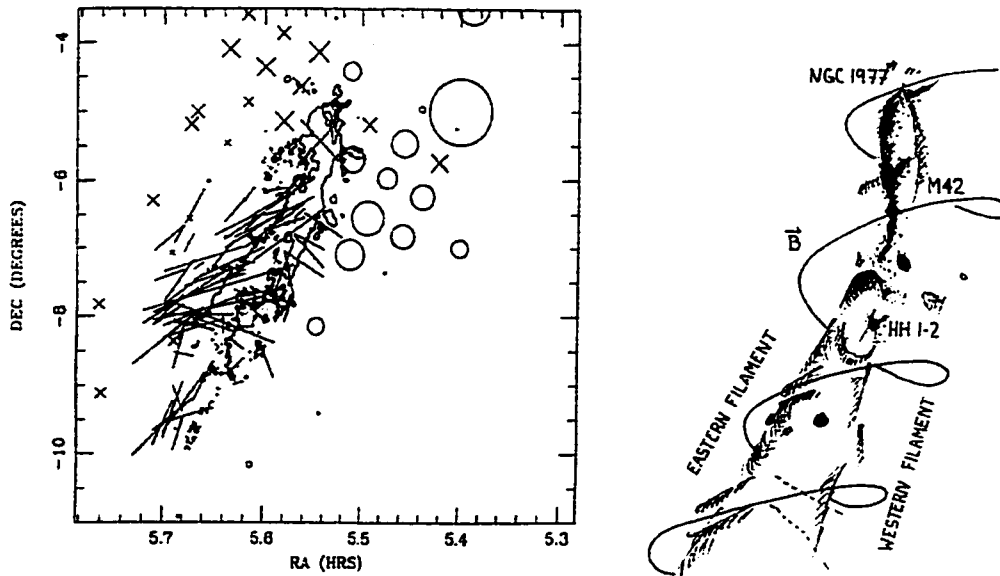 -4
-6
-8
-10
DEC (DEGREES)
5.7
5.6
5.5
5.4
5.3
RA (HRS)
NGC 1977
M42
B
HH 1-2
EASTERN FILAMENT
WESTERN FILAMENT